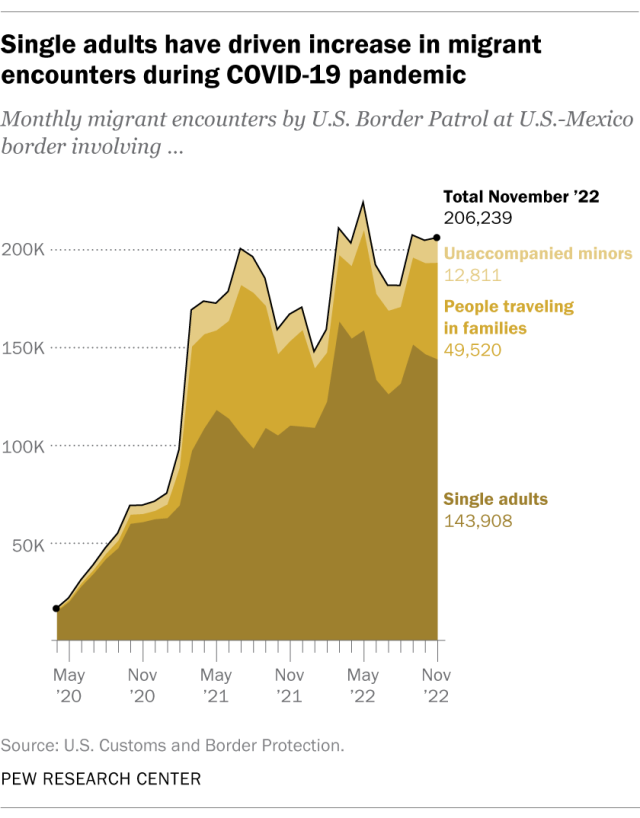 Single adults have driven increase in migrant
encounters during COVID-19 pandemic
Monthly migrant encounters by U.S. Border Patrol at U.S.-Mexico
border involving ...
Total November ’22
206,239
200K
Unaccompanied minors
12,811
People traveling
in families
49,520
150K
100K
Single adults
143,908
50K
May Nov May Nov May Nov
’20 ’20 ’21 ’21 ’22 ’22
Source: U.S. Customs and Border Protection.
PEW RESEARCH CENTER